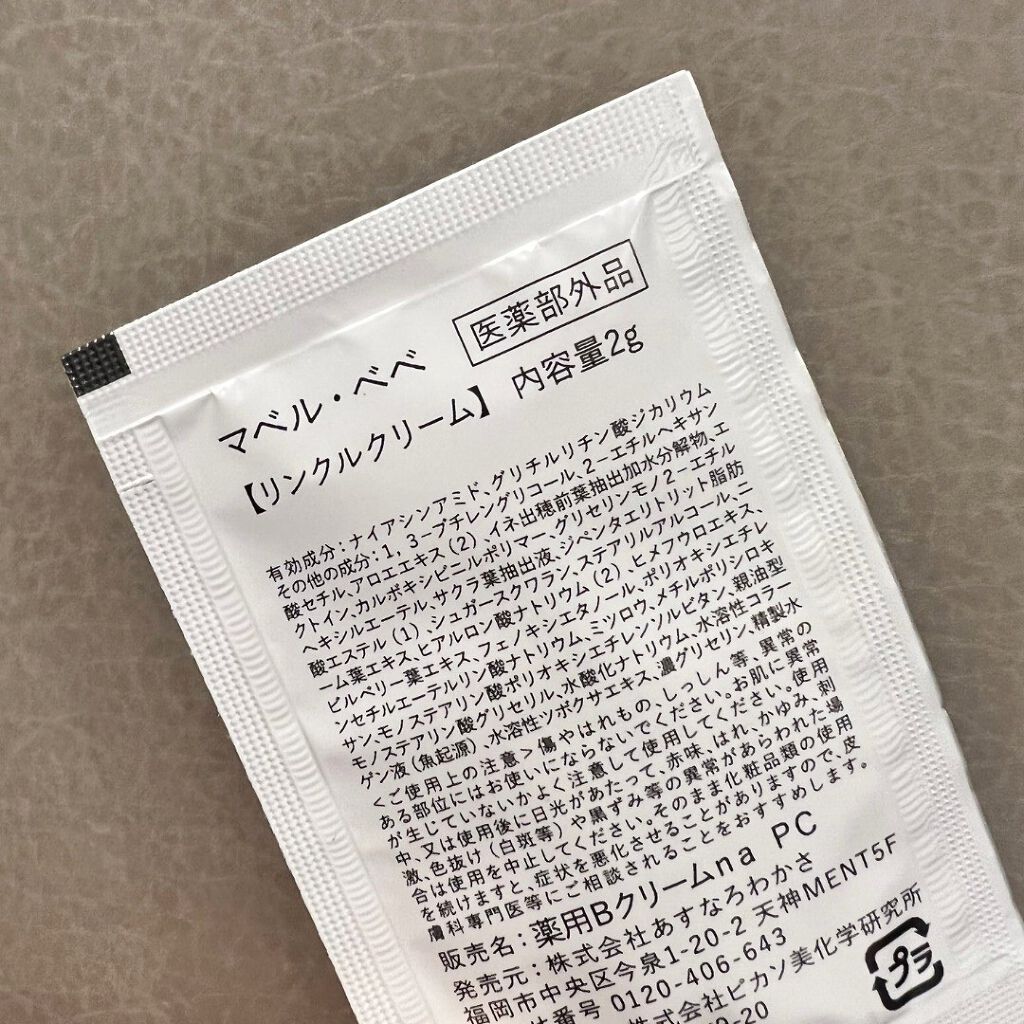 医薬部外品
マベル・ベベ
【リンクルクリーム】 内容量2g
有効成分:ナイアシンアミド、グリチルリチン酸ジカリウム
その他の成分:1,3-ブチレングリコール、2-エチルヘキサン
酸セチル、アロエエキス(2)、イネ出穂前葉抽出加水分解物、エ
クトイン、カルボキシビニルポリマー、グリセリンモノ2-エチル
ヘキシルエーテル、サクラ葉抽出液、ジペンタエリトリット脂肪
酸エステル(1)、シュガースクワラン、ステアリルアルコール、ニ
ーム葉エキス、ヒアルロン酸ナトリウム(2)、ヒメフウロエキス、
ビルベリー葉エキス、フェノキシエタノール、ポリオキシエチレ
ンセチルエーテルリン酸ナトリウム、ミツロウ、メチルポリシロキ
サン、モノステアリン酸ポリオキシエチレンソルビタン、親油型
モノステアリン酸グリセリル、水酸化ナトリウム、水溶性コラー
ゲン液(魚起源)、水溶性ツボクサエキス、濃グリセリン、精製水
<ご使用上の注意>傷やはれもの、しっしん等、異常の
ある部位にはお使いにならないでください。お肌に異常
が生じていないかよく注意して使用してください。使用
中、又は使用後に日光があたって、赤味、はれ、かゆみ、刺
激、色抜け(白斑等)や黒ずみ等の異常があらわれた場
合は使用を中止してください。そのまま化粧品類の使用
を続けますと、症状を悪化させることがありますので、皮
膚科専門医等にご相談されることをおすすめします。
販売名:薬用Bクリームna PC
発売元:株式会社あすなろわかさ
福岡市中央区今泉1-20-2 天神MENT5F
番号 0120-406-643
株式会社ピカソ美化学研究所
-20
プラ